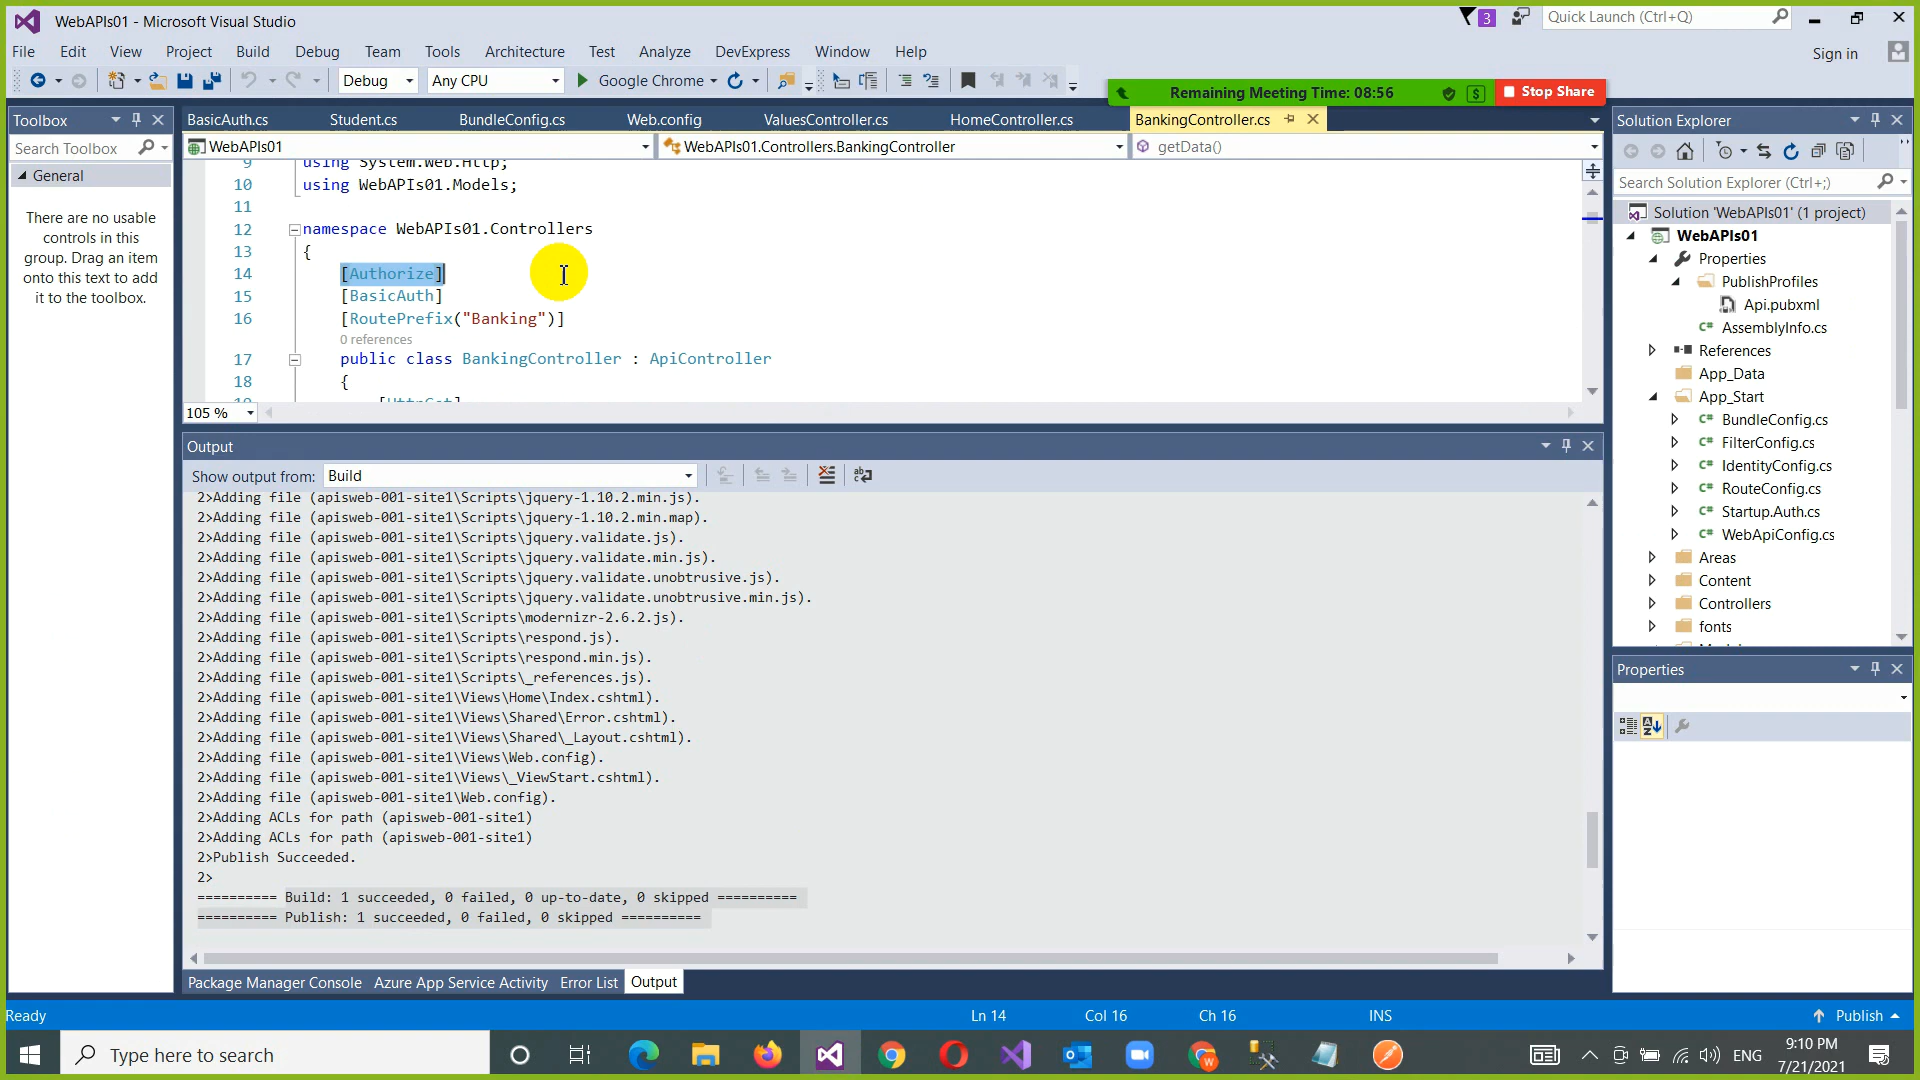 WebAPIs01 - Microsoft Visual Studio
3
Quick Launch (Ctrl+Q)
File Edit View Project Build Debug Team Tools Architecture Test Analyze DevExpress Window Help
Sign in
Debug Any CPU Google Chrome
Remaining Meeting Time: 08:56 Stop Share
Toolbox
Search Toolbox
General
There are no usable
controls in this
group. Drag an item
onto this text to add
it to the toolbox.
BasicAuth.cs Student.cs BundleConfig.cs Web.config ValuesController.cs HomeController.cs BankingController.cs
WebAPIs01 WebAPIs01.Controllers.BankingController getData()
9 using System.Web.Http;
10 using WebAPIs01.Models;
11
12 namespace WebAPIs01.Controllers
13 {
14 [Authorize]
15 [BasicAuth]
16 [RoutePrefix("Banking")]
0 references
17 public class BankingController : ApiController
18 {
19 [HttpGet]
105 %
Output
Show output from: Build
2>Adding file (apisweb-001-site1\Scripts\jquery-1.10.2.min.js).
2>Adding file (apisweb-001-site1\Scripts\jquery-1.10.2.min.map).
2>Adding file (apisweb-001-site1\Scripts\jquery.validate.js).
2>Adding file (apisweb-001-site1\Scripts\jquery.validate.min.js).
2>Adding file (apisweb-001-site1\Scripts\jquery.validate.unobtrusive.js).
2>Adding file (apisweb-001-site1\Scripts\jquery.validate.unobtrusive.min.js).
2>Adding file (apisweb-001-site1\Scripts\modernizr-2.6.2.js).
2>Adding file (apisweb-001-site1\Scripts\respond.js).
2>Adding file (apisweb-001-site1\Scripts\respond.min.js).
2>Adding file (apisweb-001-site1\Scripts\_references.js).
2>Adding file (apisweb-001-site1\Views\Home\Index.cshtml).
2>Adding file (apisweb-001-site1\Views\Shared\Error.cshtml).
2>Adding file (apisweb-001-site1\Views\Shared\_Layout.cshtml).
2>Adding file (apisweb-001-site1\Views\Web.config).
2>Adding file (apisweb-001-site1\Views\_ViewStart.cshtml).
2>Adding file (apisweb-001-site1\Web.config).
2>Adding ACLs for path (apisweb-001-site1)
2>Adding ACLs for path (apisweb-001-site1)
2>Publish Succeeded.
2>
========== Build: 1 succeeded, 0 failed, 0 up-to-date, 0 skipped ==========
========== Publish: 1 succeeded, 0 failed, 0 skipped ==========
Package Manager Console Azure App Service Activity Error List Output
Solution Explorer
Search Solution Explorer (Ctrl+;)
Solution 'WebAPIs01' (1 project)
WebAPIs01
Properties
PublishProfiles
Api.pubxml
AssemblyInfo.cs
References
App_Data
App_Start
BundleConfig.cs
FilterConfig.cs
IdentityConfig.cs
RouteConfig.cs
Startup.Auth.cs
WebApiConfig.cs
Areas
Content
Controllers
fonts
Properties
Ready Ln 14 Col 16 Ch 16 INS Publish
Type here to search
ENG
9:10 PM
7/21/2021